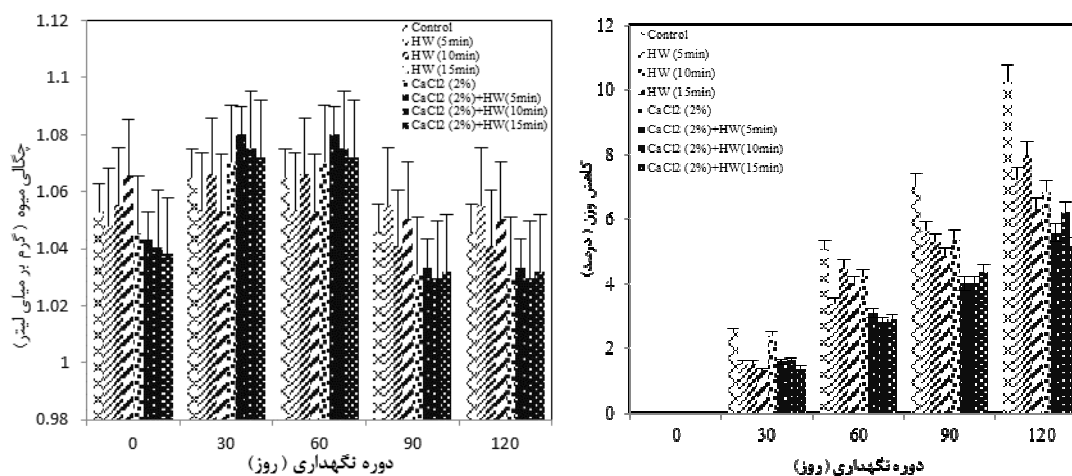 چگالی میوه ( گرم بر میلی لیتر)
1.12
1.1
1.08
1.06
1.04
1.02
1
0.98
Control
HW (5min)
HW (10min)
HW (15min)
CaCl2 (2%)
CaCl2 (2%)+HW(5min)
CaCl2 (2%)+HW(10min)
CaCl2 (2%)+HW(15min)
0 30 60 90 120
دوره نگهداری ( روز)
کاهش وزن ( درصد)
12
10
8
6
4
2
0
Control
HW (5min)
HW (10min)
HW (15min)
CaCl2 (2%)
CaCl2 (2%)+HW(5min)
CaCl2 (2%)+HW(10min)
CaCl2 (2%)+HW(15min)
0 30 60 90 120
دوره نگهداری (روز)